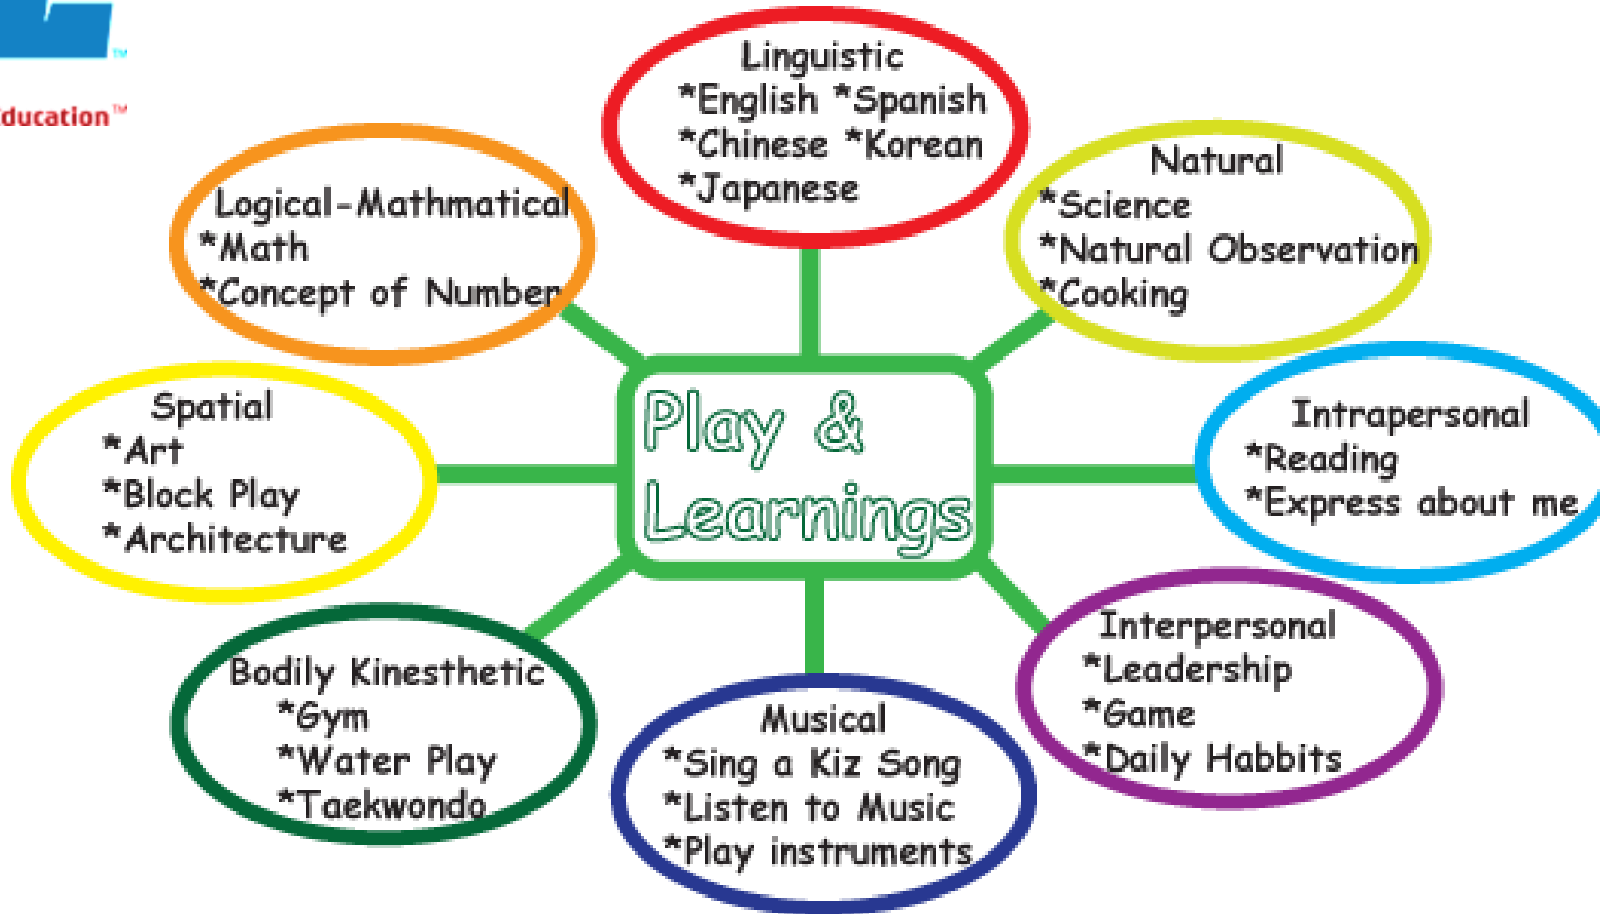 TM
Education™
Linguistic
*English *Spanish
*Chinese *Korean
*Japanese
Logical-Mathmatical
*Math
*Concept of Number
Natural
*Science
*Natural Observation
*Cooking
Spatial
*Art
*Block Play
*Architecture
Play &
Learnings
Intrapersonal
*Reading
*Express about me
Bodily Kinesthetic
*Gym
*Water Play
*Taekwondo
Musical
*Sing a Kiz Song
*Listen to Music
*Play instruments
Interpersonal
*Leadership
*Game
*Daily Habbits